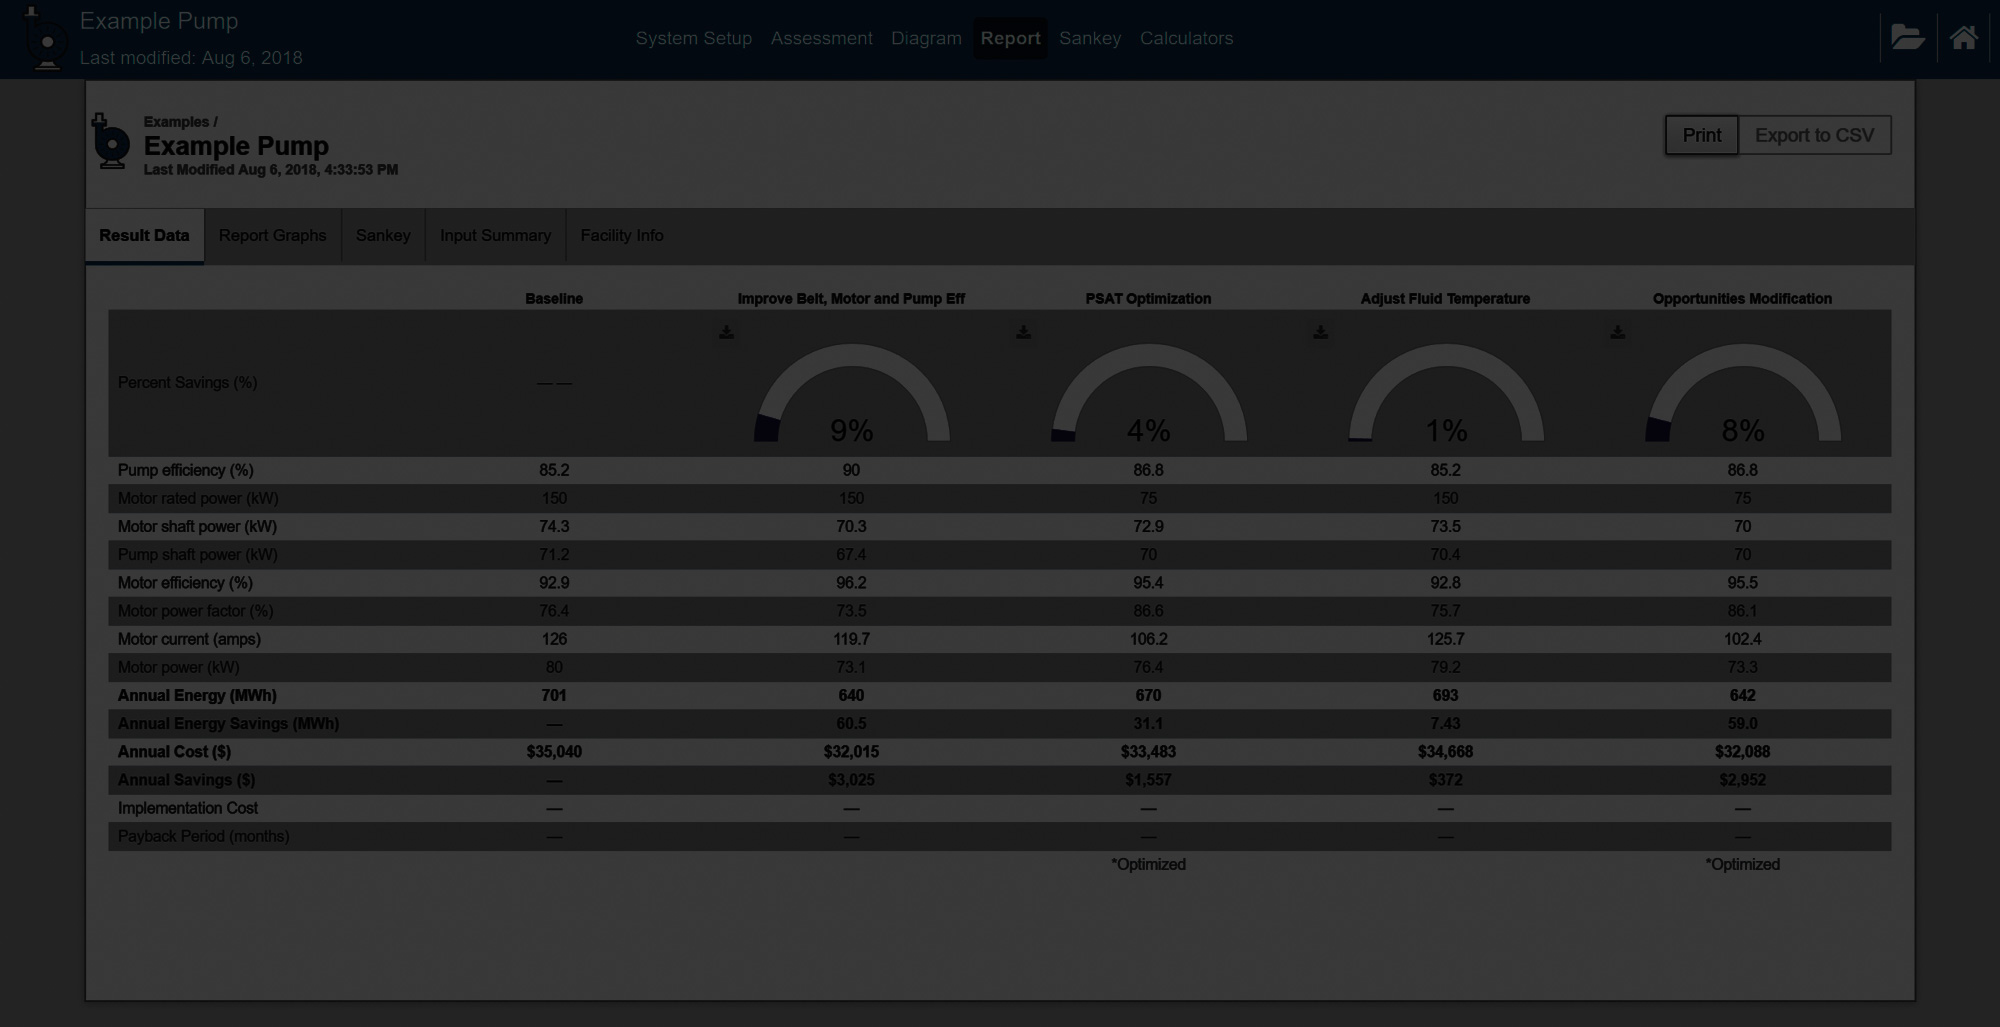 Example Pump
Last modified: Aug 6, 2018
System Setup Assessment Diagram Report Sankey Calculators
Examples /
Example Pump
Last Modified Aug 6, 2018, 4:33:53 PM
Print Export to CSV
Result Data Report Graphs Sankey Input Summary Facility Info
Baseline Improve Belt, Motor and Pump Eff PSAT Optimization Adjust Fluid Temperature Opportunities Modification
Percent Savings (%) — — 9% 4% 1% 8%
Pump efficiency (%) 85.2 90 86.8 85.2 86.8
Motor rated power (kW) 150 150 75 150 75
Motor shaft power (kW) 74.3 70.3 72.9 73.5 70
Pump shaft power (kW) 71.2 67.4 70 70.4 70
Motor efficiency (%) 92.9 96.2 95.4 92.8 95.5
Motor power factor (%) 76.4 73.5 86.6 75.7 86.1
Motor current (amps) 126 119.7 106.2 125.7 102.4
Motor power (kW) 80 73.1 76.4 79.2 73.3
Annual Energy (MWh) 701 640 670 693 642
Annual Energy Savings (MWh) — 60.5 31.1 7.43 59.0
Annual Cost ($) $35,040 $32,015 $33,483 $34,668 $32,088
Annual Savings ($) — $3,025 $1,557 $372 $2,952
Implementation Cost — — — — —
Payback Period (months) — — — — —
*Optimized *Optimized